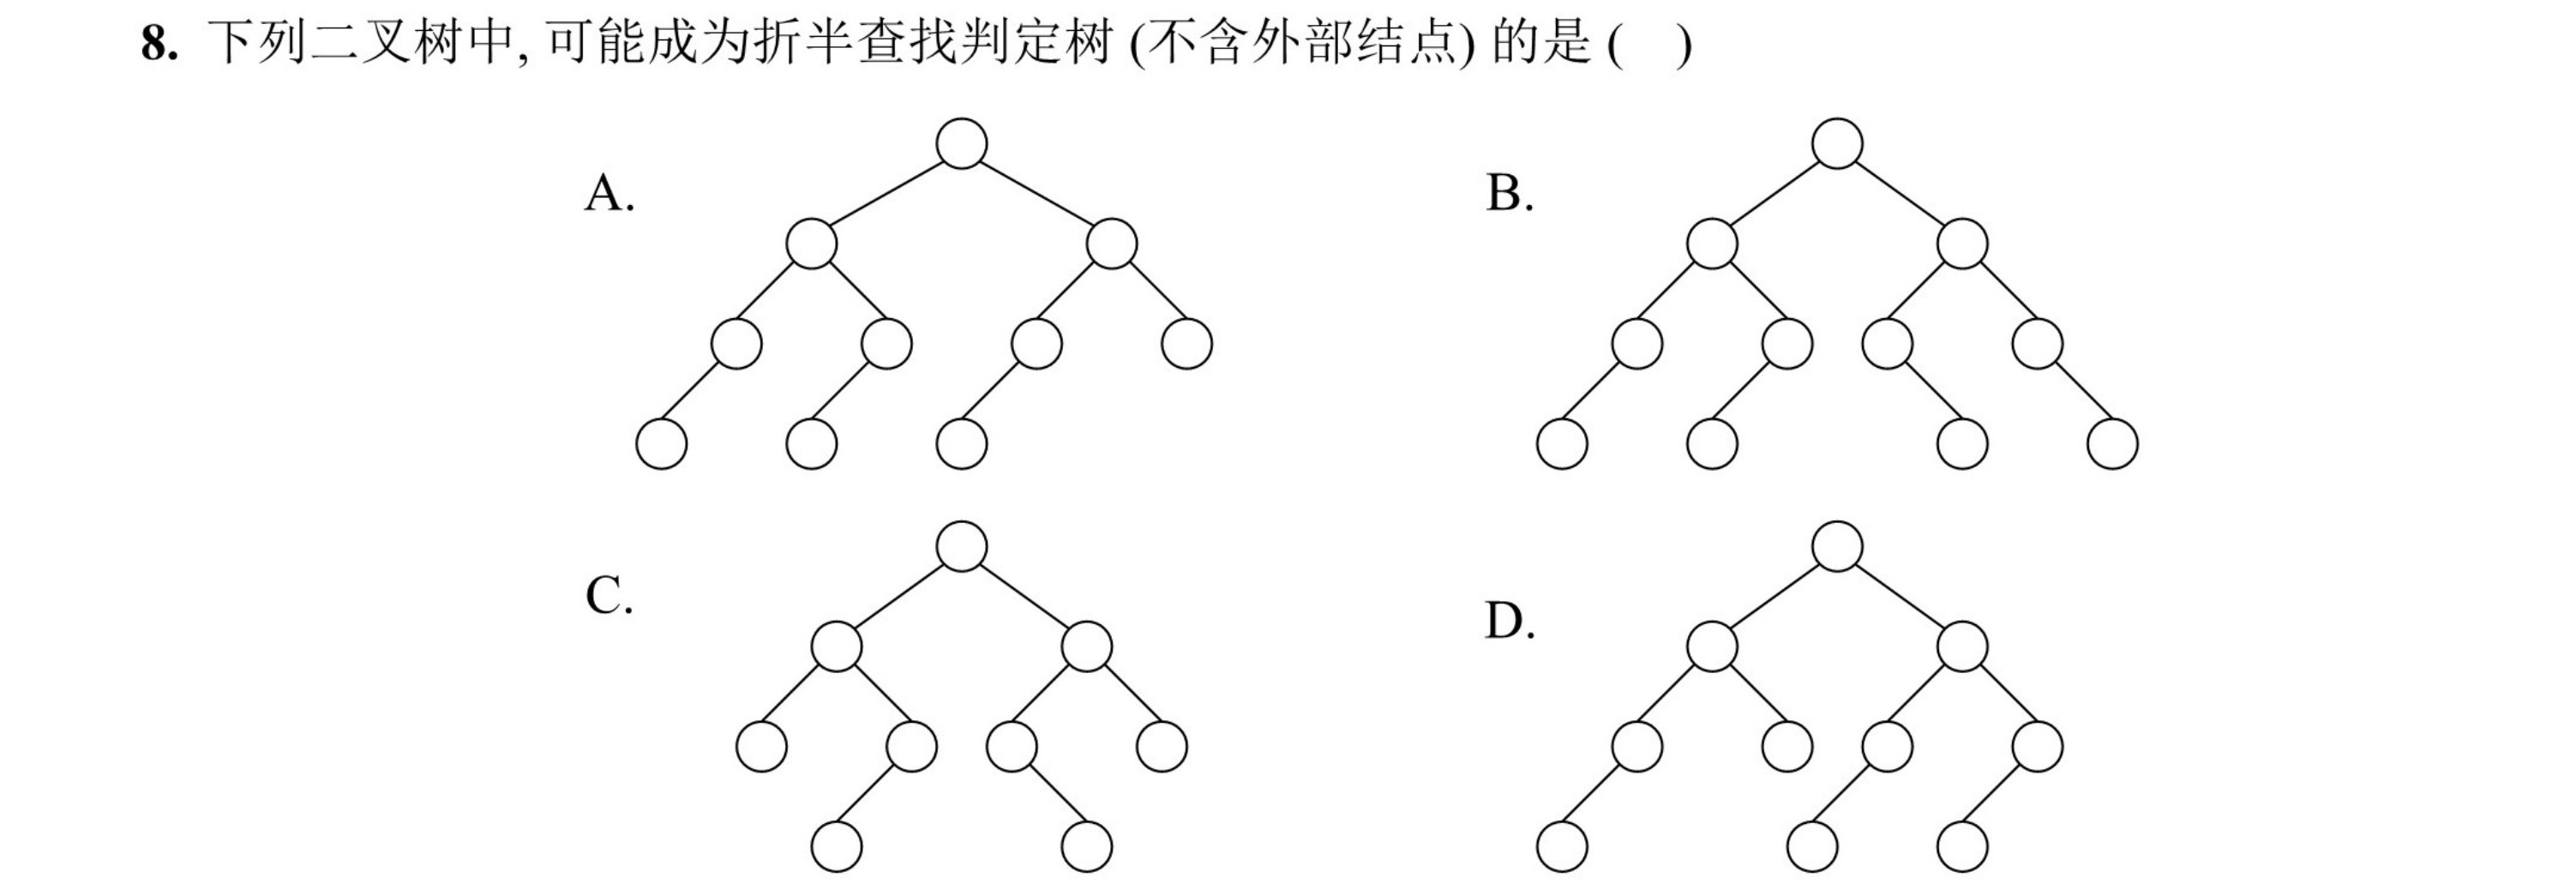 8. 下列二叉树中, 可能成为折半查找判定树 (不含外部结点) 的是 ( )
A.
B.
C.
D.